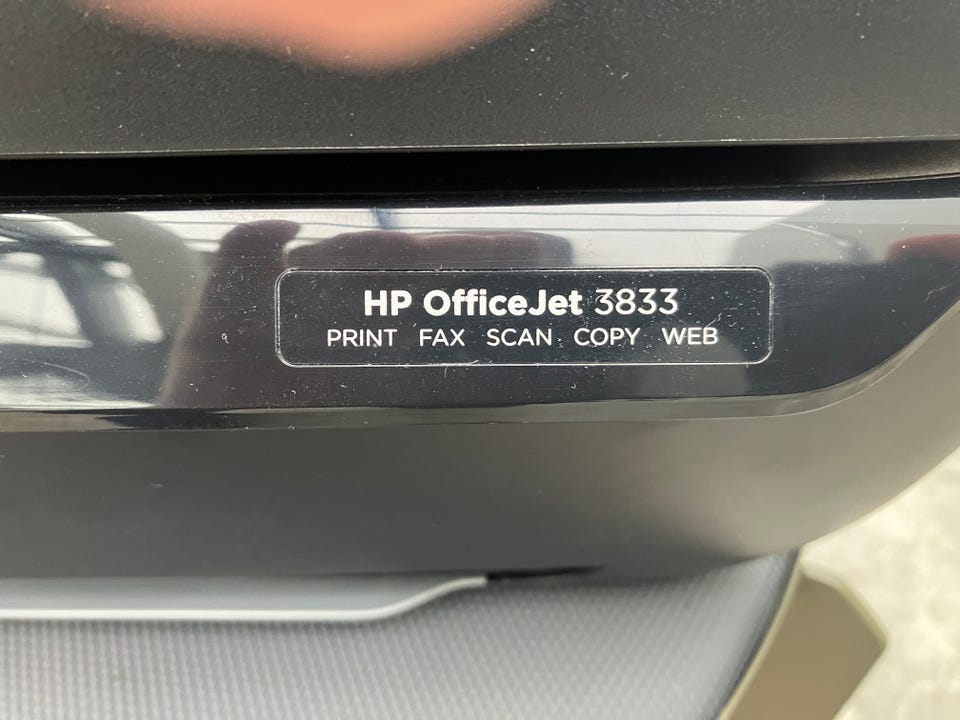 HP OfficeJet 3833
PRINT FAX SCAN COPY WEB